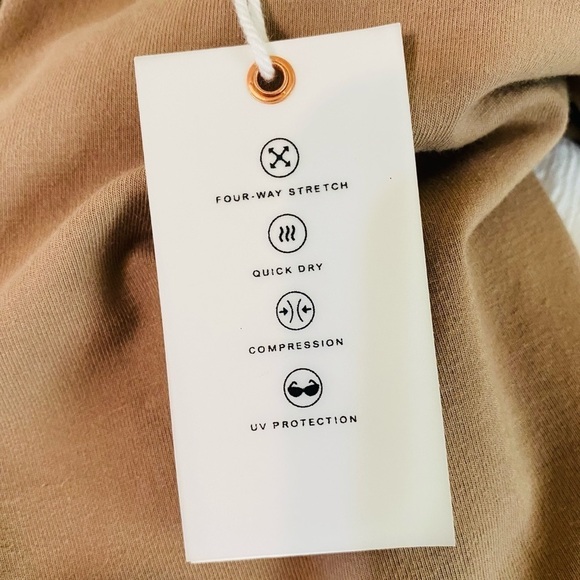 FOUR-WAY STRETCH
QUICK DRY
COMPRESSION
UV PROTECTION